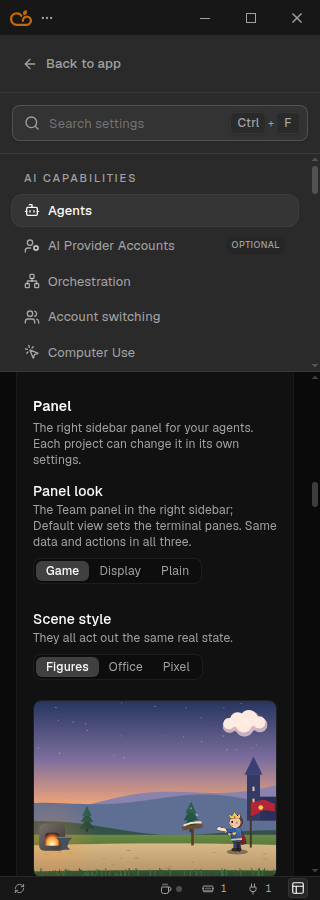 Back to app
Search settings
Ctrl + F
AI CAPABILITIES
Agents
AI Provider Accounts
OPTIONAL
Orchestration
Account switching
Computer Use
Panel
The right sidebar panel for your agents.
Each project can change it in its own
settings.
Panel look
The Team panel in the right sidebar;
Default view sets the terminal panes. Same
data and actions in all three.
Game Display Plain
Scene style
They all act out the same real state.
Figures Office Pixel
1 1